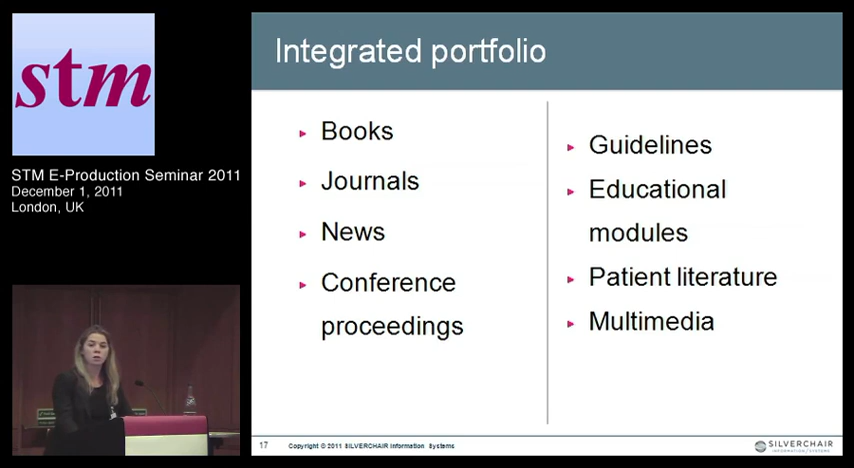 stm
STM E-Production Seminar 2011
December 1, 2011
London, UK
Integrated portfolio
Books
Journals
News
Conference
proceedings
Guidelines
Educational
modules
Patient literature
Multimedia
17
Copyright © 2011 SILVERCHAIR Information Systems
SILVERCHAIR
INFORMATION/SYSTEMS